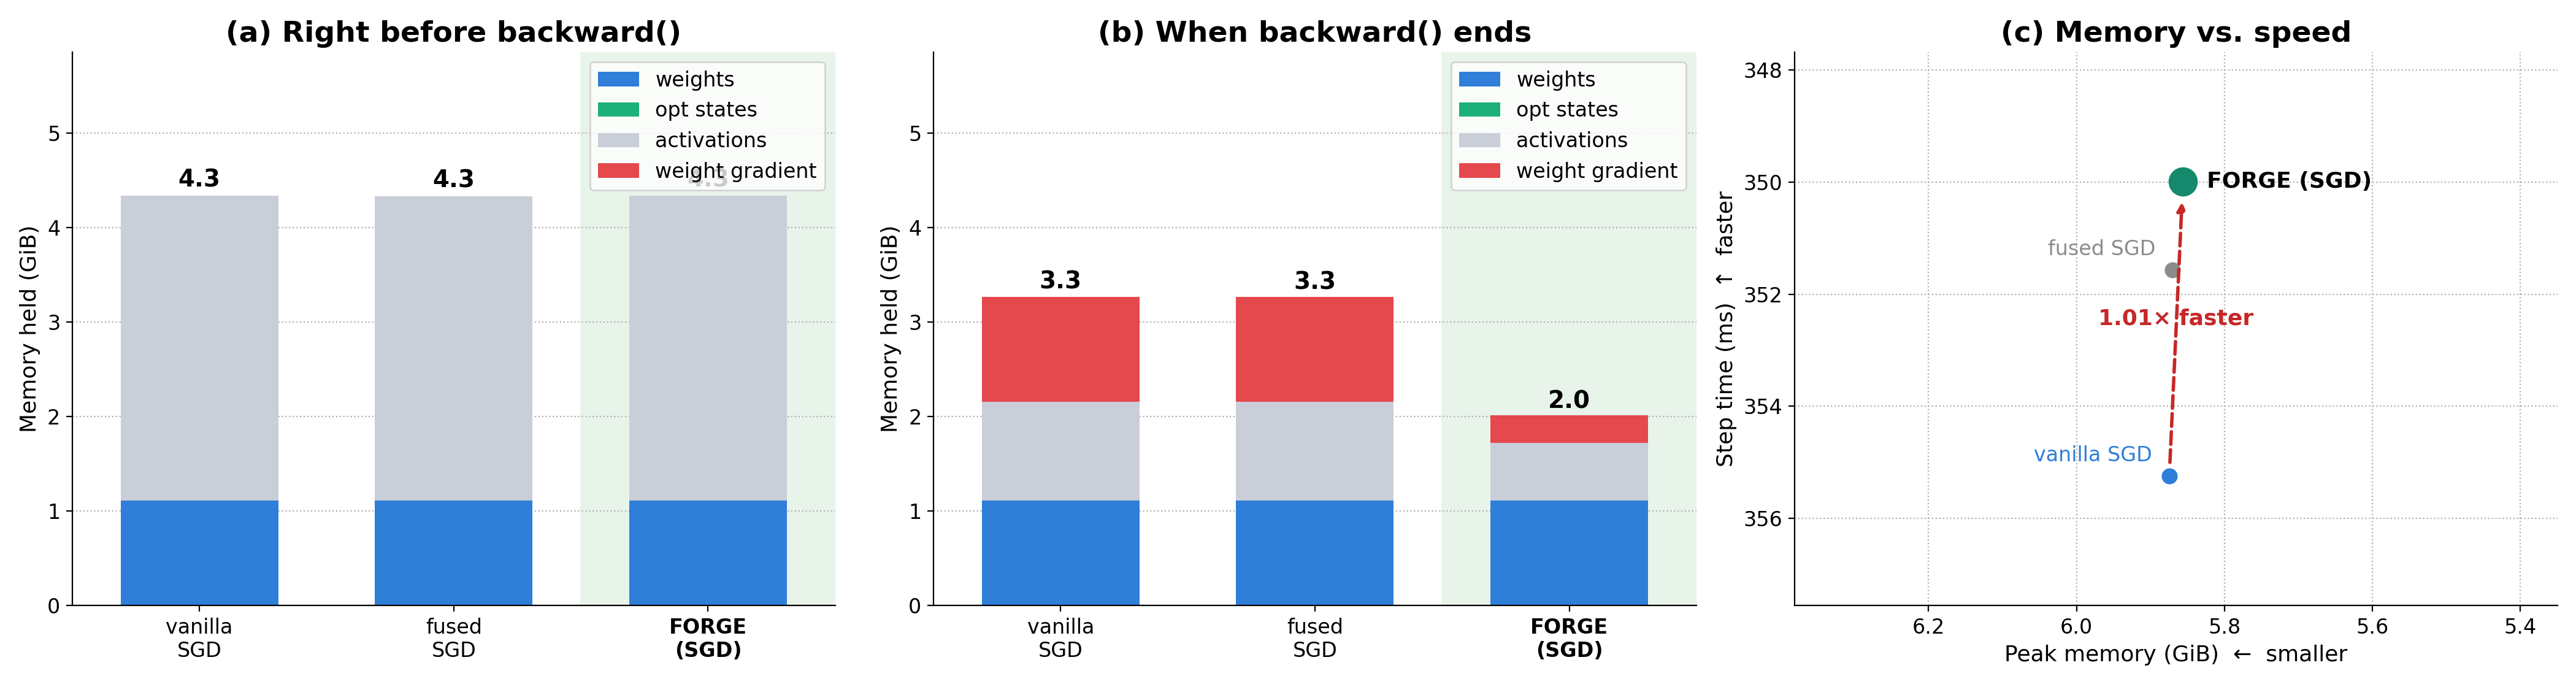 (a) Right before backward()
Memory held (GiB)
5
4
3
2
1
0
4.3
4.3
4.3
weights
opt states
activations
weight gradient
vanilla
SGD
fused
SGD
FORGE
(SGD)
(b) When backward() ends
Memory held (GiB)
5
4
3
2
1
0
3.3
3.3
2.0
weights
opt states
activations
weight gradient
vanilla
SGD
fused
SGD
FORGE
(SGD)
(c) Memory vs. speed
Step time (ms) ↑ faster
348
350
352
354
356
FORGE (SGD)
fused SGD
1.01× faster
vanilla SGD
6.2
6.0
5.8
5.6
5.4
Peak memory (GiB) ← smaller